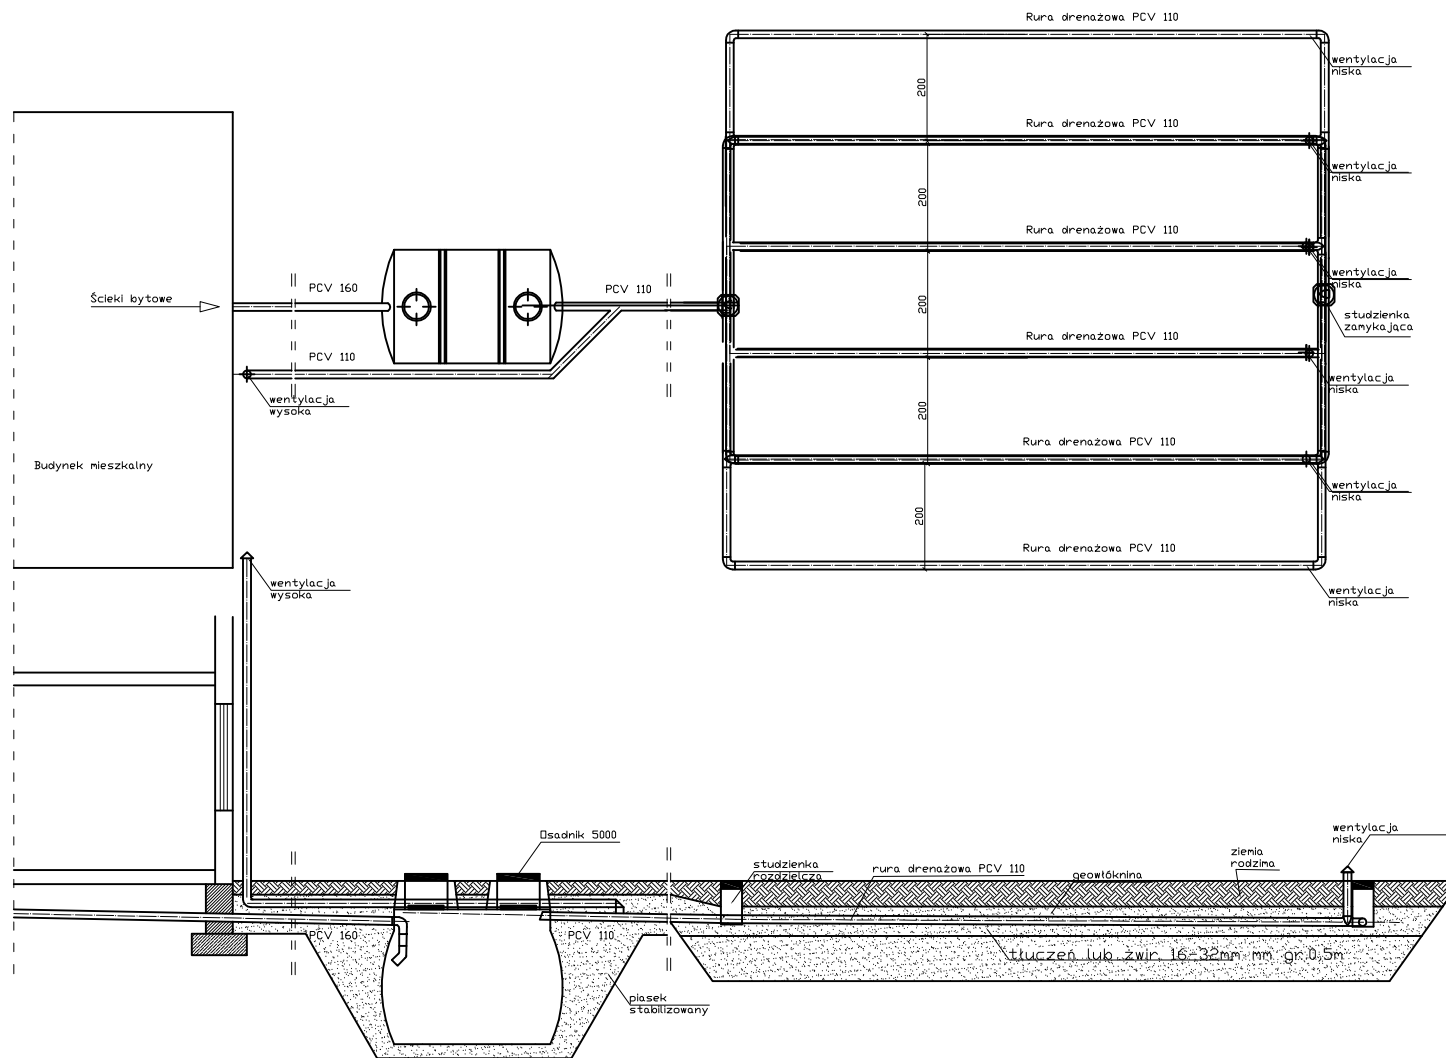 Rura drenażowa PCV 110
wentylacja
niska
200
Rura drenażowa PCV 110
wentylacja
niska
200
Rura drenażowa PCV 110
wentylacja
niska
Ścieki bytowe
PCV 160
PCV 110
200
studzienka
zamykająca
Rura drenażowa PCV 110
PCV 110
wentylacja
niska
wentylacja
wysoka
200
Rura drenażowa PCV 110
Budynek mieszkalny
wentylacja
niska
200
Rura drenażowa PCV 110
wentylacja
niska
wentylacja
wysoka
Osadnik 5000
wentylacja
niska
studzienka
rozdzielcza
rura drenażowa PCV 110
geowłóknina
ziemia
rodzima
PCV 160
PCV 110
tłuczeń lub żwir 16-32mm mm gr.0,5m
piasek
stabilizowany